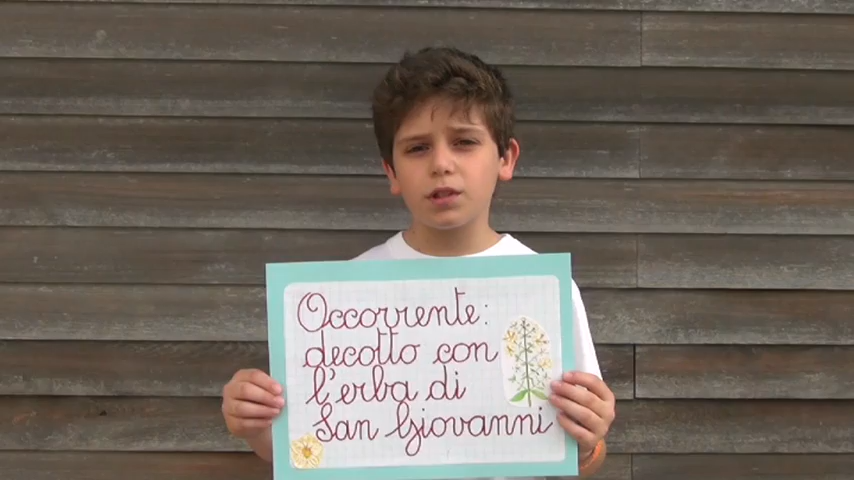 Occorrente:
decotto con
l'erba di
San Giovanni